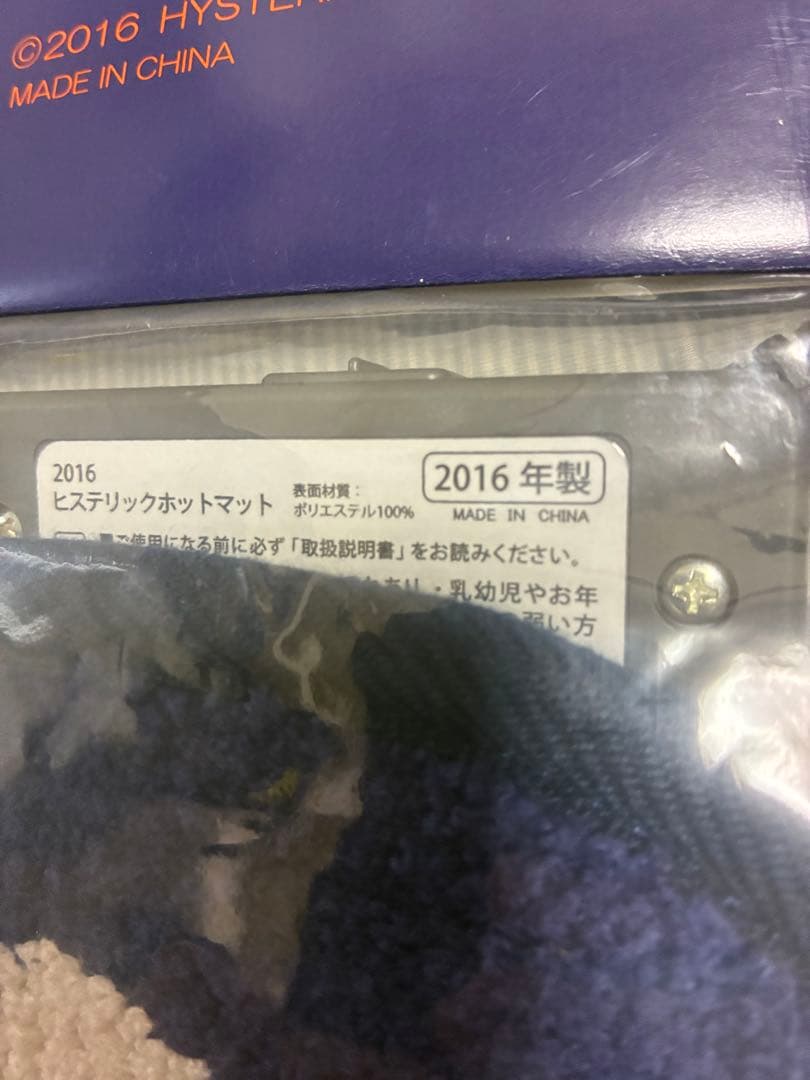 ©2016
MADE IN CHINA
2016
ヒステリックホットマット
表面材質：
ポリエステル100%
2016 年製
MADE IN CHINA
ご使用になる前に必ず「取扱説明書」をお読みください。
・乳幼児やお年
弱い方